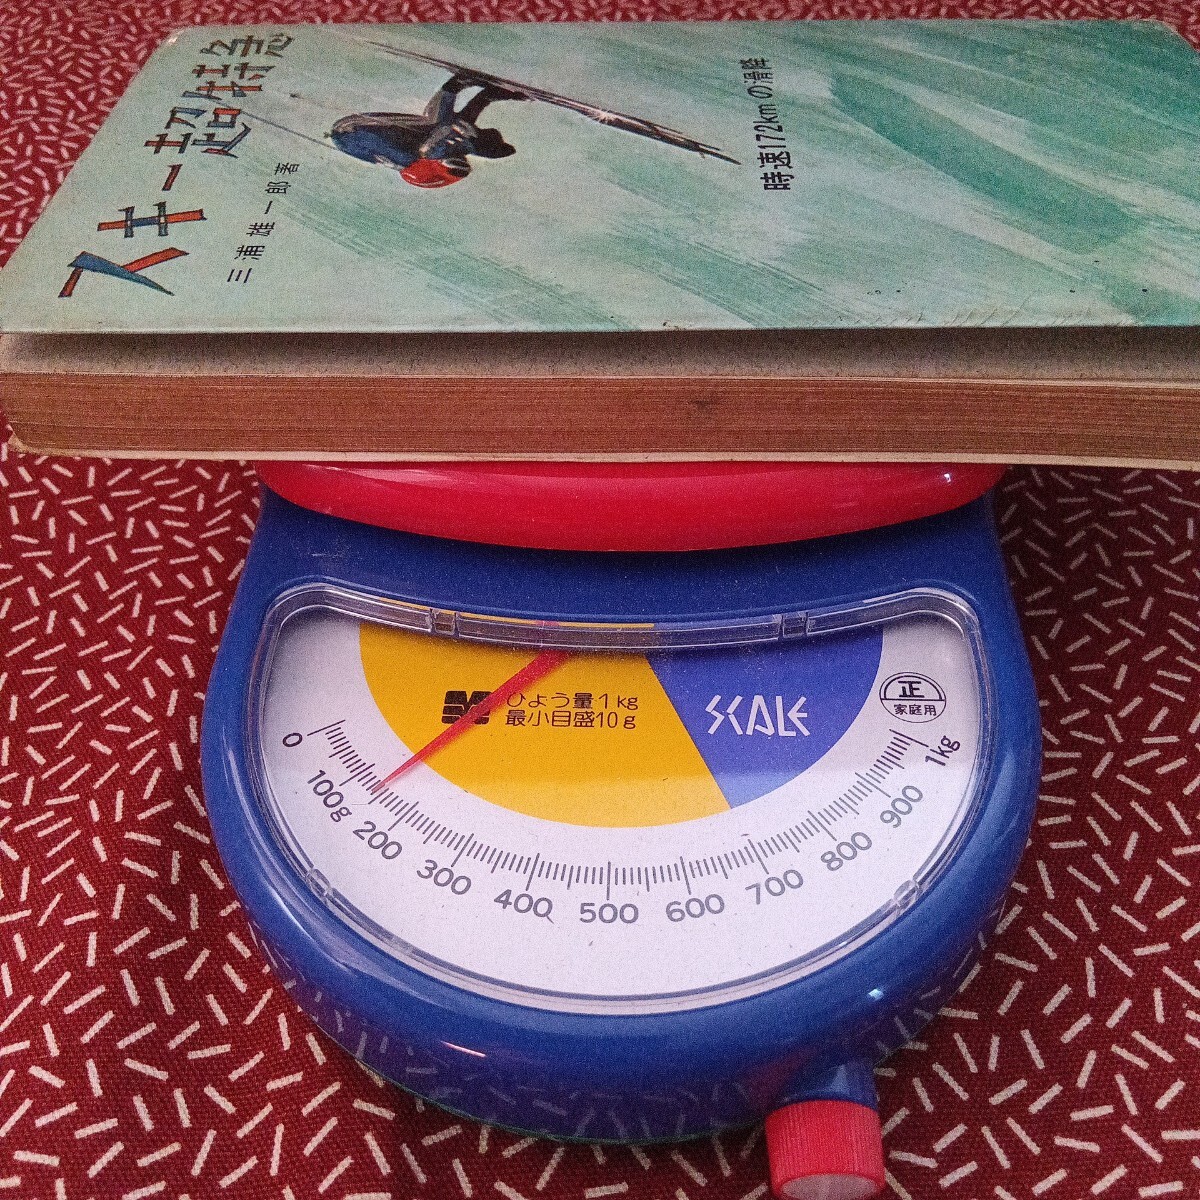 スキー超特急
三浦雄一郎著
時速172kmの滑降
ひょう量1kg
最小目盛10g
SCALE
正
家庭用
0
100g
200
300
400
500
600
700
800
900
1kg